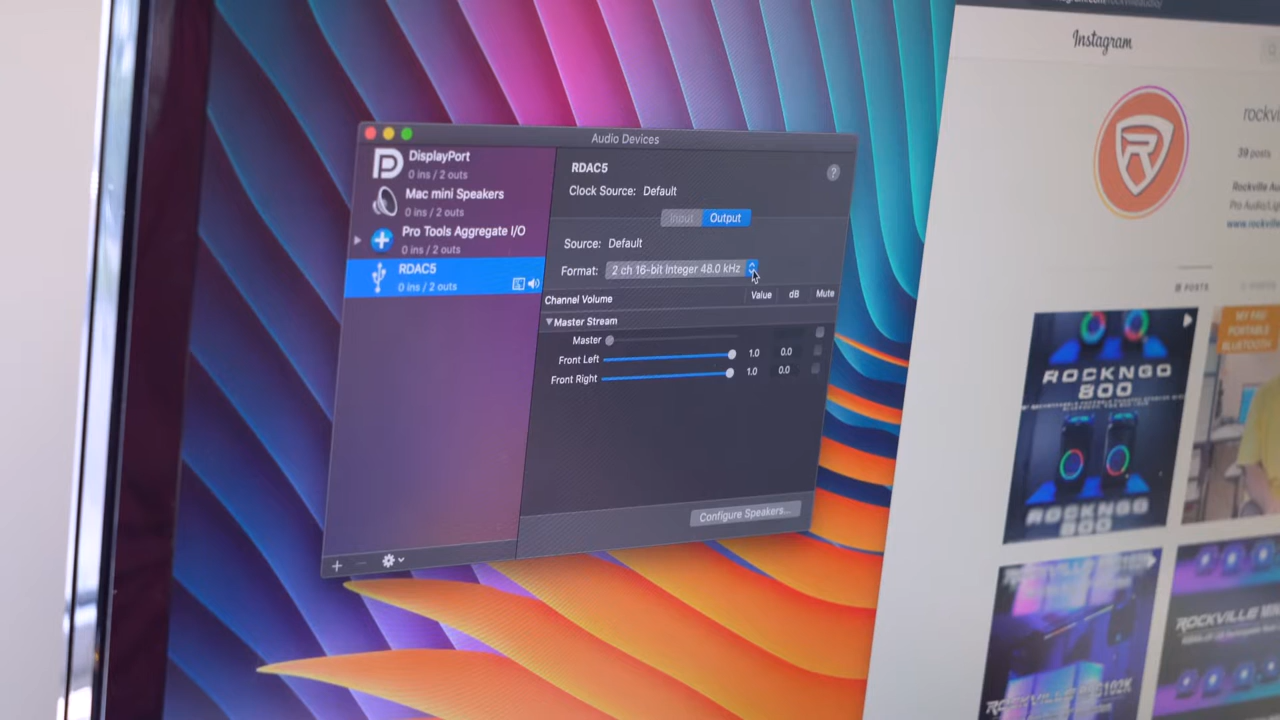 Audio Devices
DisplayPort
0 ins / 2 outs
Mac mini Speakers
0 ins / 2 outs
Pro Tools Aggregate I/O
0 ins / 2 outs
RDAC5
0 ins / 2 outs
RDAC5
?
Clock Source: Default
Input Output
Source: Default
Format: 2 ch 16-bit Integer 48.0 kHz
Channel Volume Value dB Mute
Master Stream
Master
Front Left 1.0 0.0
Front Right 1.0 0.0
Configure Speakers...
Instagram
39 posts
Rockville Au
Pro Audio/Lig
www.rockvill
POSTS
ROCKNGO
800
ROCKNGO
800
MY FAV
PORTABLE
BLUETOOTH
ROCKVILLE
ROCKVILLE